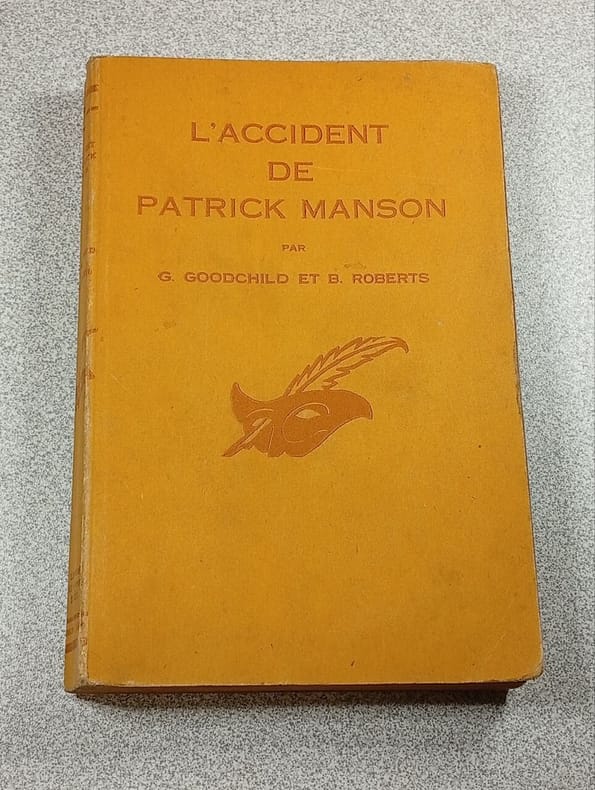 L'ACCIDENT
DE
PATRICK MANSON
PAR
G. GOODCHILD ET B. ROBERTS